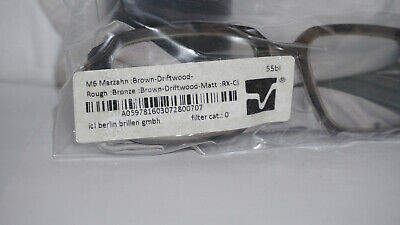 M6 Marzahn :Brown-Driftwood- 55bl
Rough :Bronze :Brown-Driftwood-Matt :RX-Cl
A059781603072800707
ic! berlin brillen gmbh filter cat.: 0